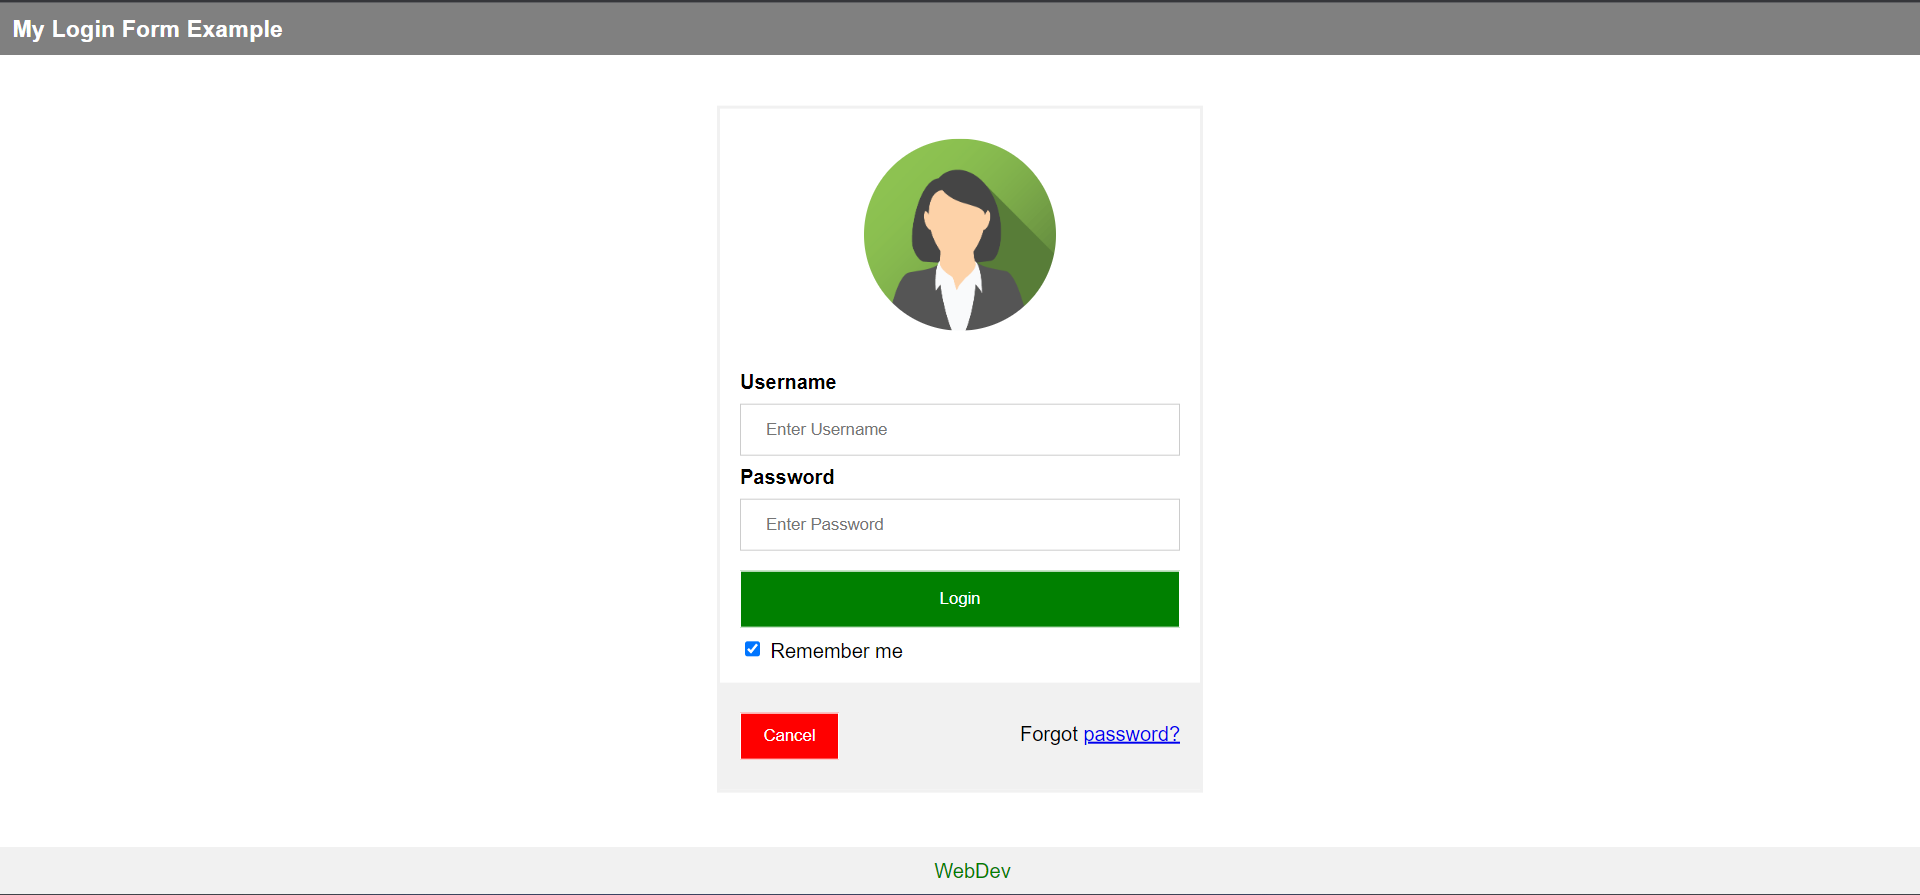 My Login Form Example
Username
Enter Username
Password
Enter Password
Login
Remember me
Cancel
Forgot password?
WebDev